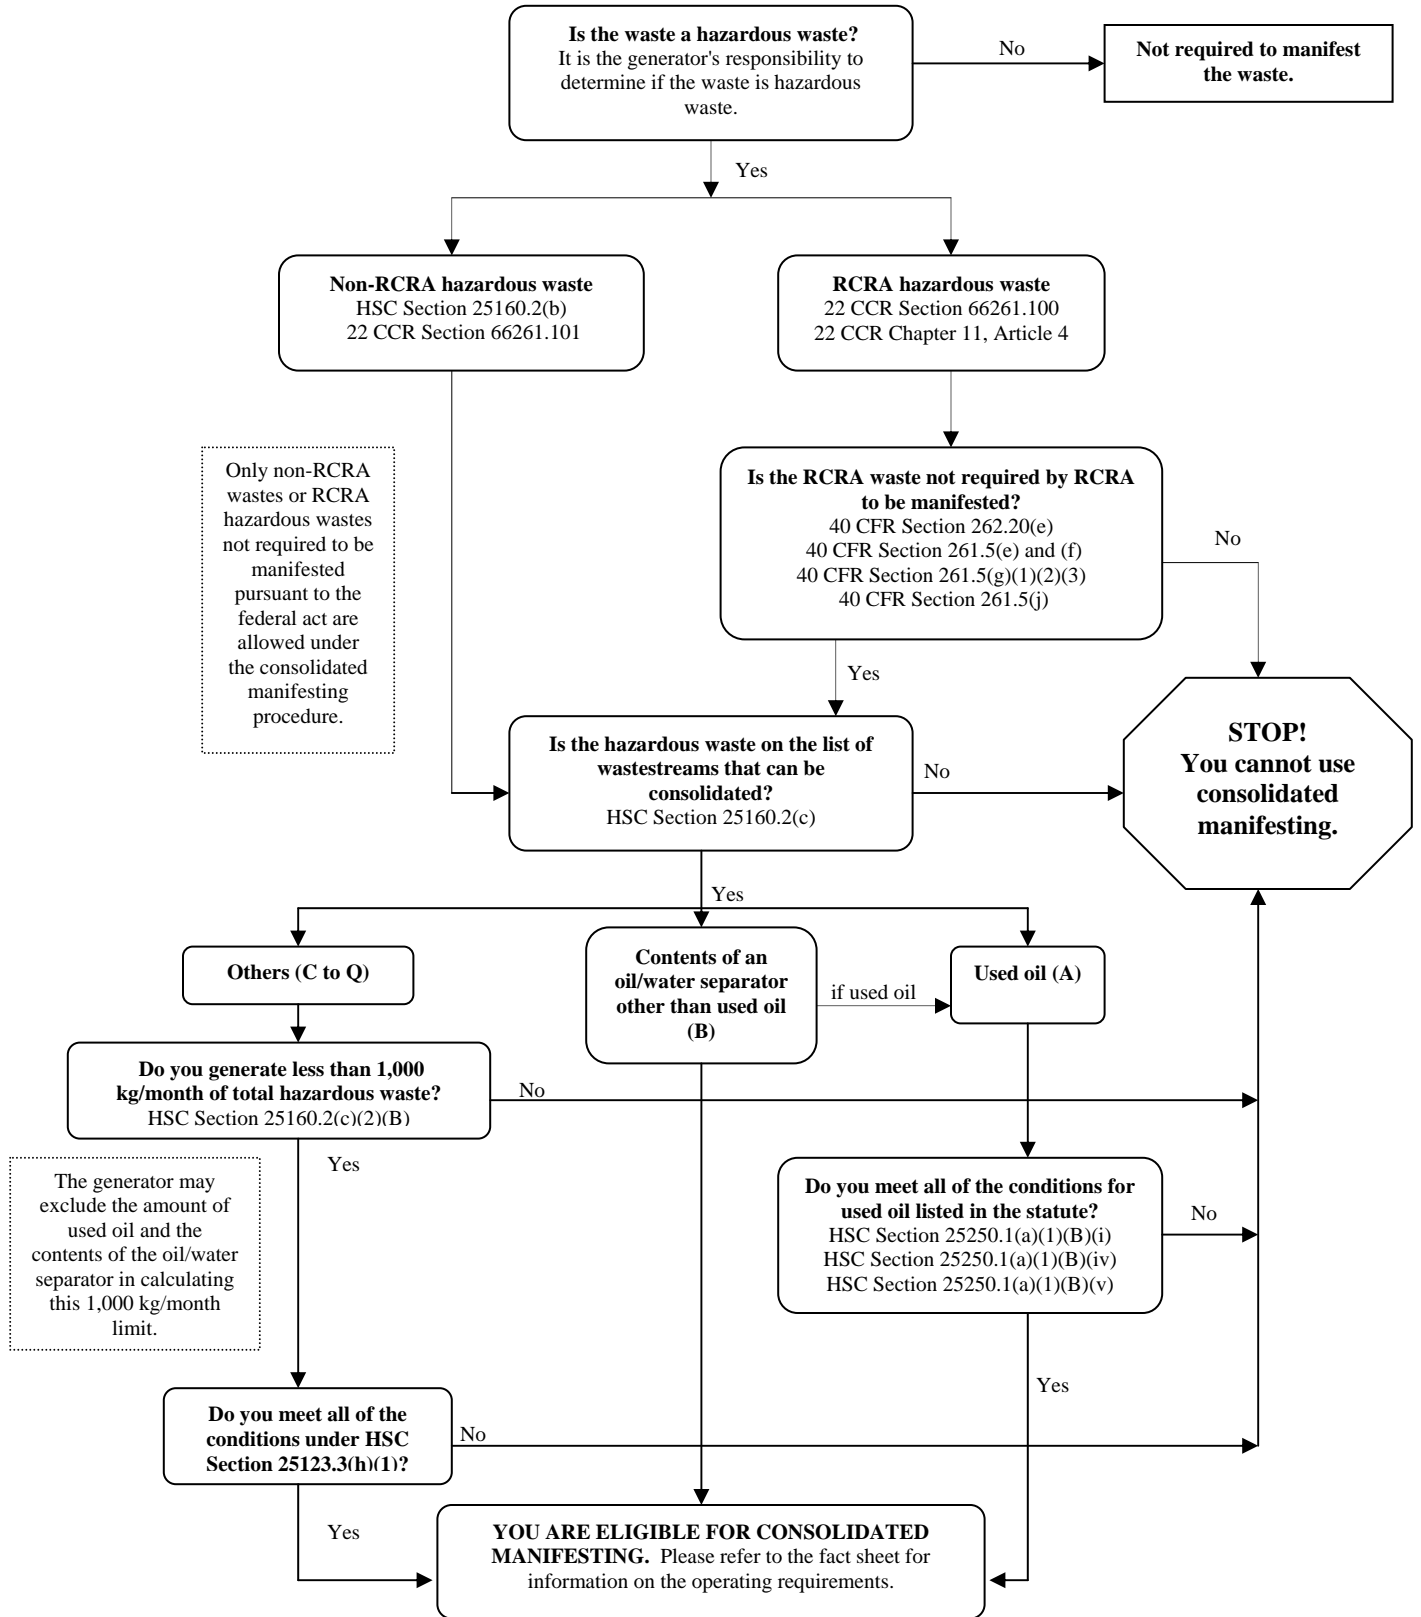 Is the waste a hazardous waste?
It is the generator's responsibility to
determine if the waste is hazardous
waste.
No
Not required to manifest
the waste.
Yes
Non-RCRA hazardous waste
HSC Section 25160.2(b)
22 CCR Section 66261.101
RCRA hazardous waste
22 CCR Section 66261.100
22 CCR Chapter 11, Article 4
Only non-RCRA
wastes or RCRA
hazardous wastes
not required to be
manifested
pursuant to the
federal act are
allowed under
the consolidated
manifesting
procedure.
Is the RCRA waste not required by RCRA
to be manifested?
40 CFR Section 262.20(e)
40 CFR Section 261.5(e) and (f)
40 CFR Section 261.5(g)(1)(2)(3)
40 CFR Section 261.5(j)
No
Yes
Is the hazardous waste on the list of
wastestreams that can be
consolidated?
HSC Section 25160.2(c)
No
STOP!
You cannot use
consolidated
manifesting.
Yes
Others (C to Q)
Contents of an
oil/water separator
other than used oil
(B)
if used oil
Used oil (A)
Do you generate less than 1,000
kg/month of total hazardous waste?
HSC Section 25160.2(c)(2)(B)
No
Yes
The generator may
exclude the amount of
used oil and the
contents of the oil/water
separator in calculating
this 1,000 kg/month
limit.
Do you meet all of the conditions for
used oil listed in the statute?
HSC Section 25250.1(a)(1)(B)(i)
HSC Section 25250.1(a)(1)(B)(iv)
HSC Section 25250.1(a)(1)(B)(v)
No
Yes
Do you meet all of the
conditions under HSC
Section 25123.3(h)(1)?
No
Yes
YOU ARE ELIGIBLE FOR CONSOLIDATED
MANIFESTING. Please refer to the fact sheet for
information on the operating requirements.